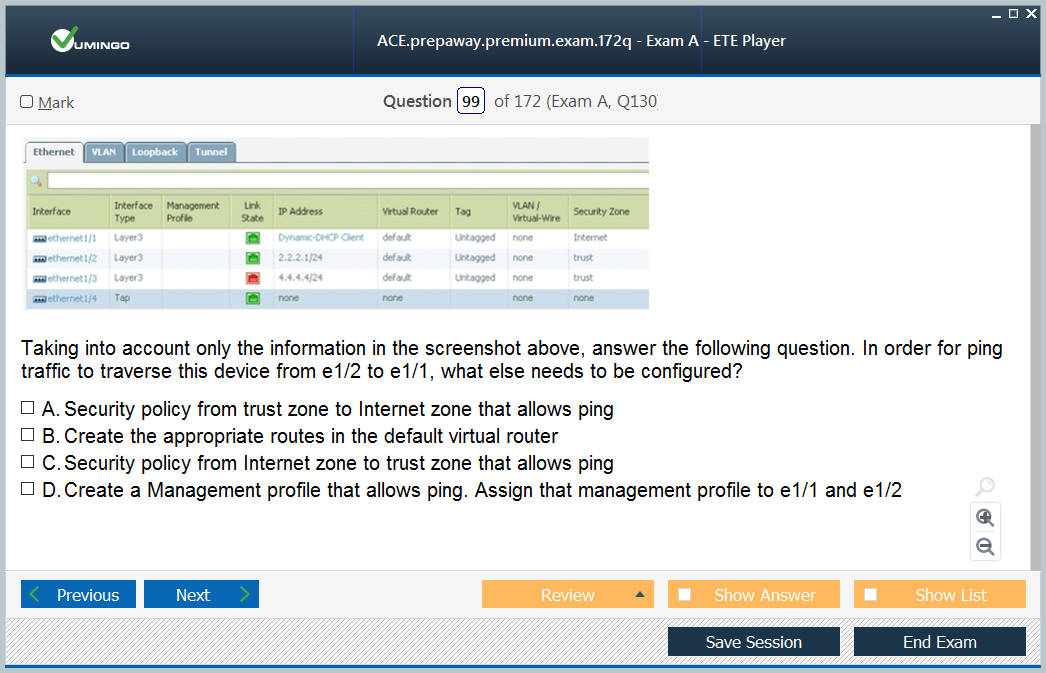 VUMINGO
ACE.prepaway.premium.exam.172q - Exam A - ETE Player
Mark
Question 99 of 172 (Exam A, Q130)
Ethernet VLAN Loopback Tunnel
Interface Interface Type Management Profile Link State IP Address Virtual Router Tag VLAN / Virtual-Wire Security Zone
ethernet1/1 Layer3 Dynamic-DHCP Client default Untagged none Internet
ethernet1/2 Layer3 2.2.2.1/24 default Untagged none trust
ethernet1/3 Layer3 4.4.4.4/24 default Untagged none trust
ethernet1/4 Tap none none none none
Taking into account only the information in the screenshot above, answer the following question. In order for ping
traffic to traverse this device from e1/2 to e1/1, what else needs to be configured?
A. Security policy from trust zone to Internet zone that allows ping
B. Create the appropriate routes in the default virtual router
C. Security policy from Internet zone to trust zone that allows ping
D. Create a Management profile that allows ping. Assign that management profile to e1/1 and e1/2
Previous Next Review Show Answer Show List
Save Session End Exam